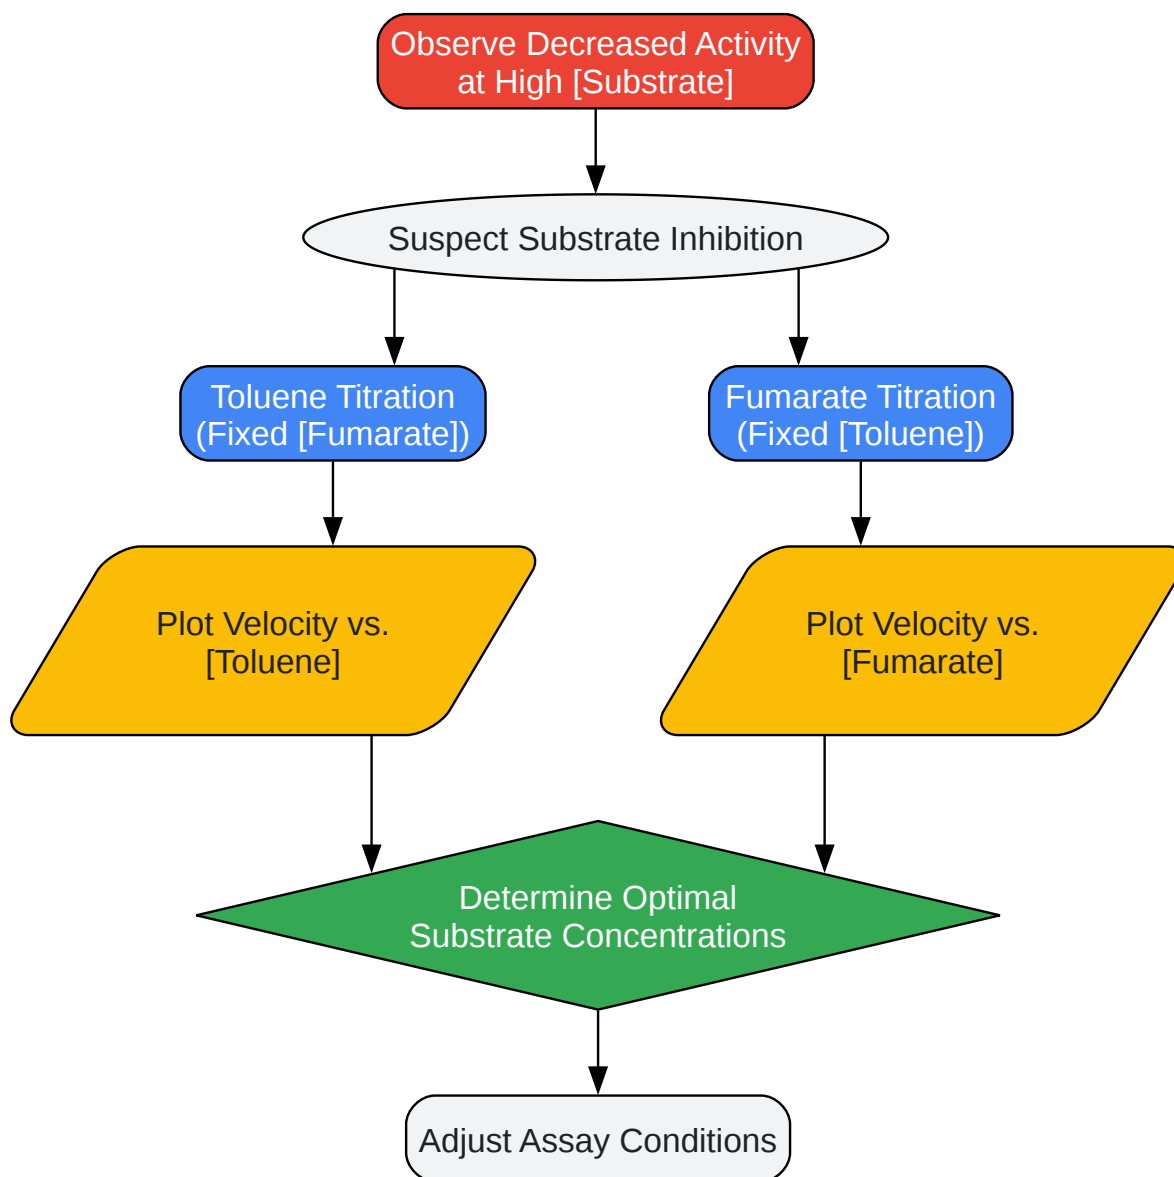 Observe Decreased Activity
at High [Substrate]
Suspect Substrate Inhibition
Toluene Titration
(Fixed [Fumarate])
Fumarate Titration
(Fixed [Toluene])
Plot Velocity vs.
[Toluene]
Plot Velocity vs.
[Fumarate]
Determine Optimal
Substrate Concentrations
Adjust Assay Conditions